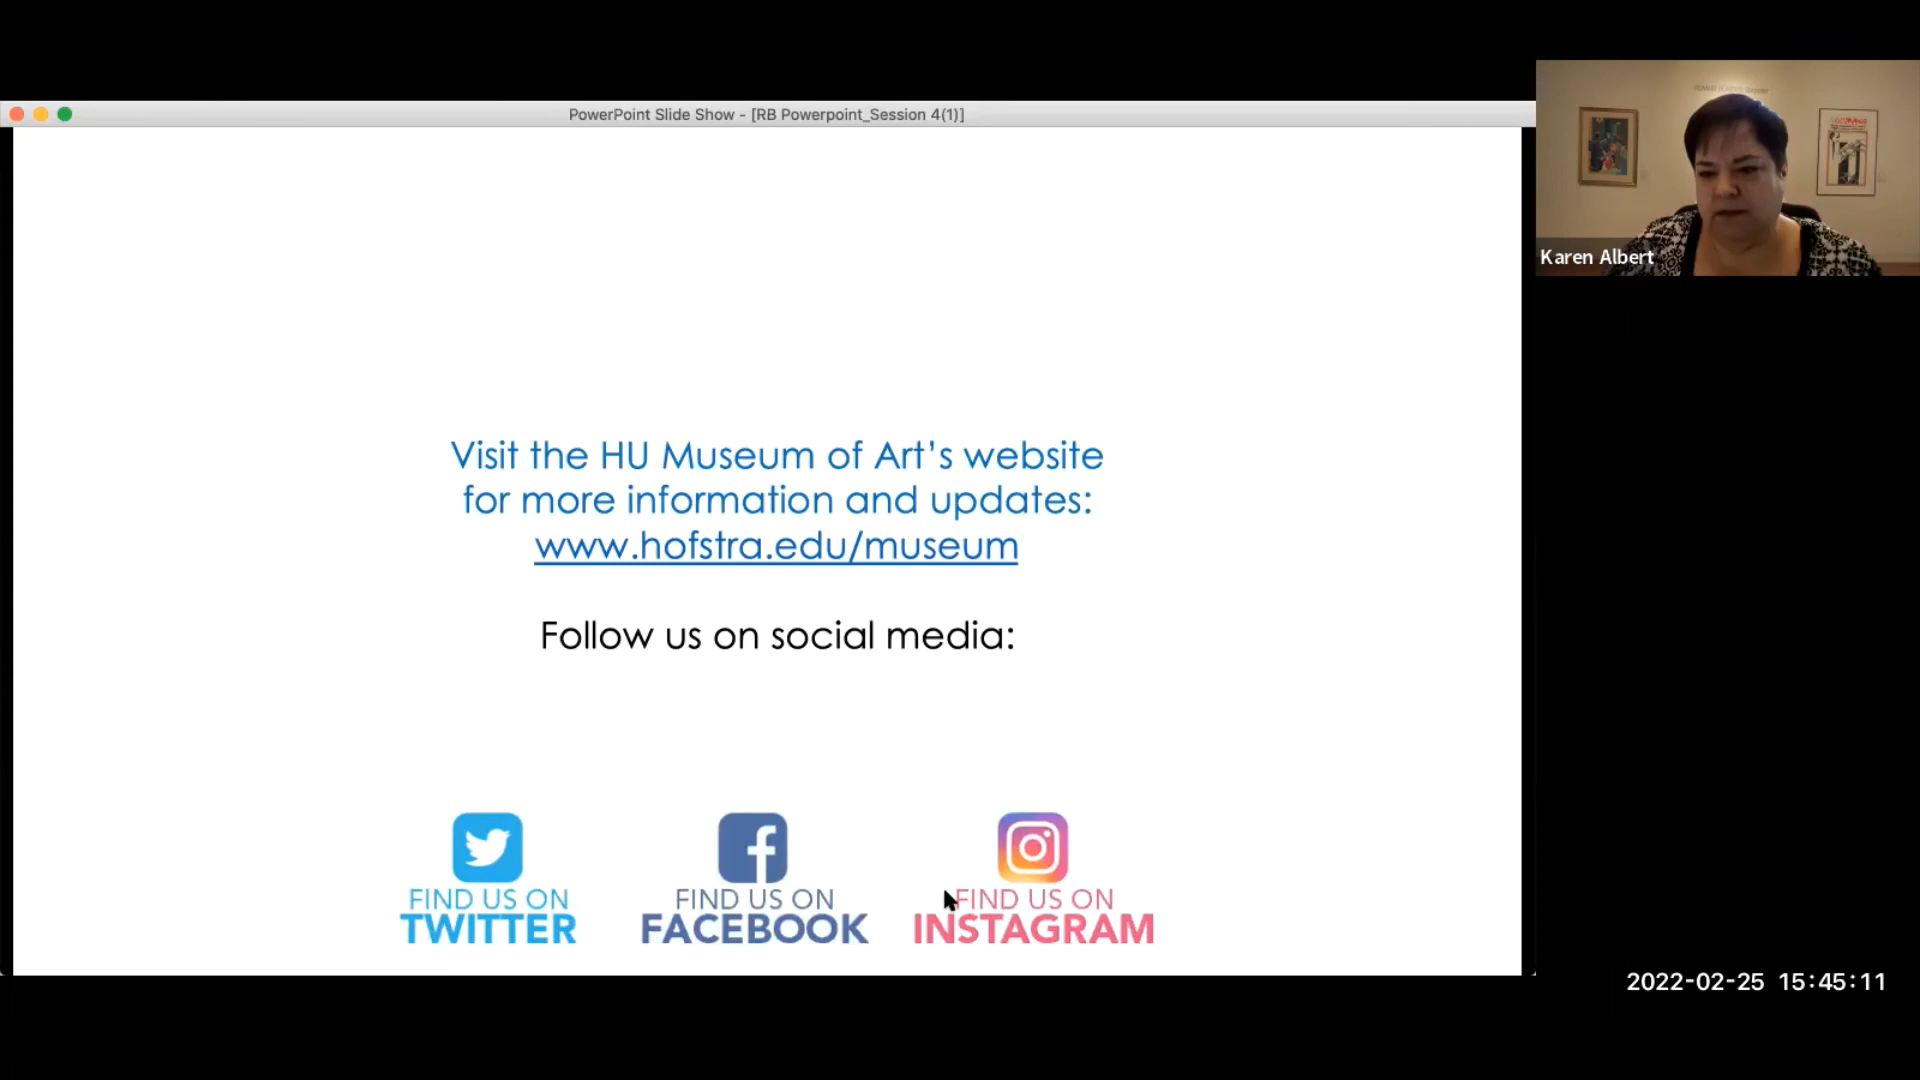 PowerPoint Slide Show - [RB Powerpoint_Session 4(1)]
Visit the HU Museum of Art’s website
for more information and updates:
www.hofstra.edu/museum
Follow us on social media:
FIND US ON
TWITTER
FIND US ON
FACEBOOK
FIND US ON
INSTAGRAM
Karen Albert
2022-02-25 15:45:11